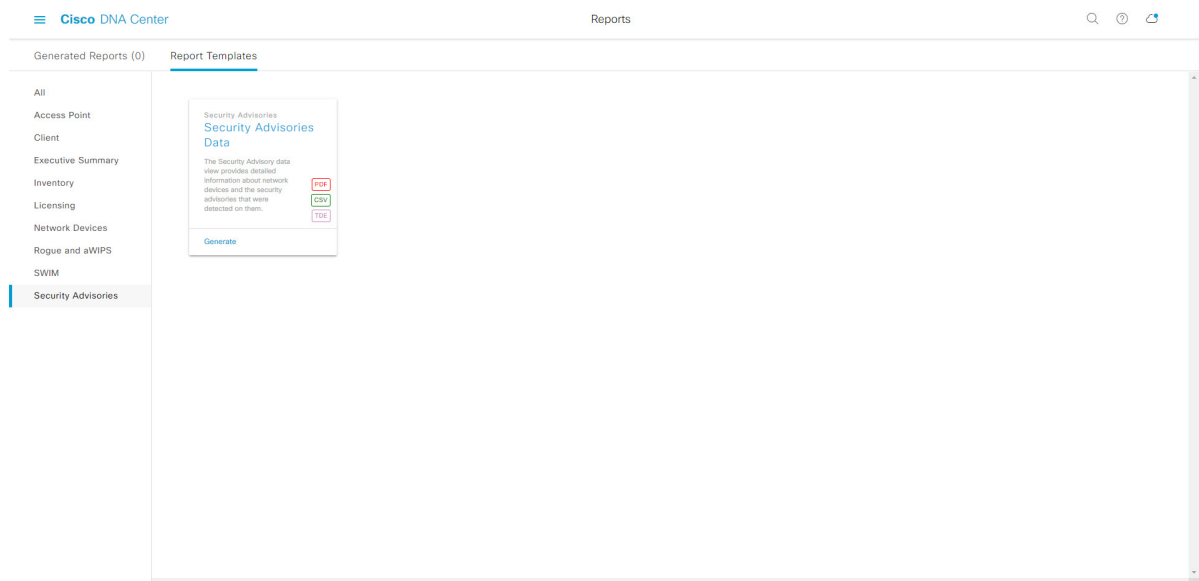 Cisco DNA Center
Reports
Generated Reports (0)
Report Templates
All
Access Point
Client
Executive Summary
Inventory
Licensing
Network Devices
Rogue and aWIPS
SWIM
Security Advisories
Security Advisories
Security Advisories
Data
The Security Advisory data
view provides detailed
information about network
devices and the security
advisories that were
detected on them.
PDF
CSV
TDE
Generate